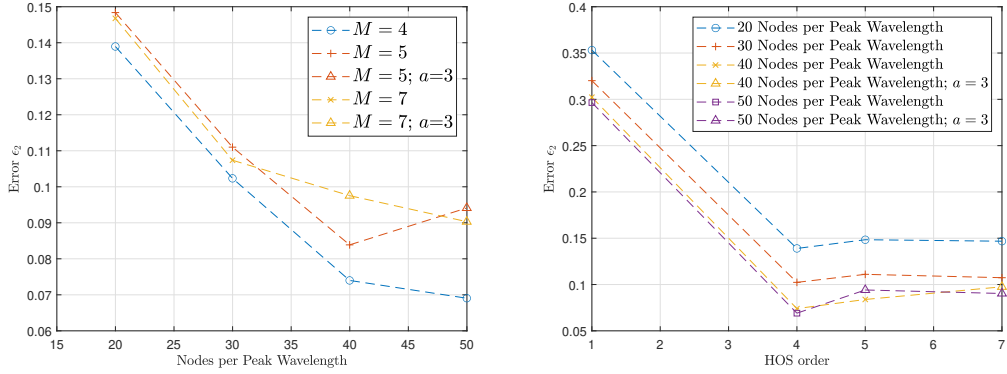 0.15
0.14
0.13
0.12
0.11
0.1
0.09
0.08
0.07
0.06
Error ϵ₂
15 20 25 30 35 40 45 50
Nodes per Peak Wavelength
M = 4
M = 5
M = 5; a=3
M = 7
M = 7; a=3
0.4
0.35
0.3
0.25
0.2
0.15
0.1
0.05
Error ϵ₂
1 2 3 4 5 6 7
HOS order
20 Nodes per Peak Wavelength
30 Nodes per Peak Wavelength
40 Nodes per Peak Wavelength
40 Nodes per Peak Wavelength; a = 3
50 Nodes per Peak Wavelength
50 Nodes per Peak Wavelength; a = 3